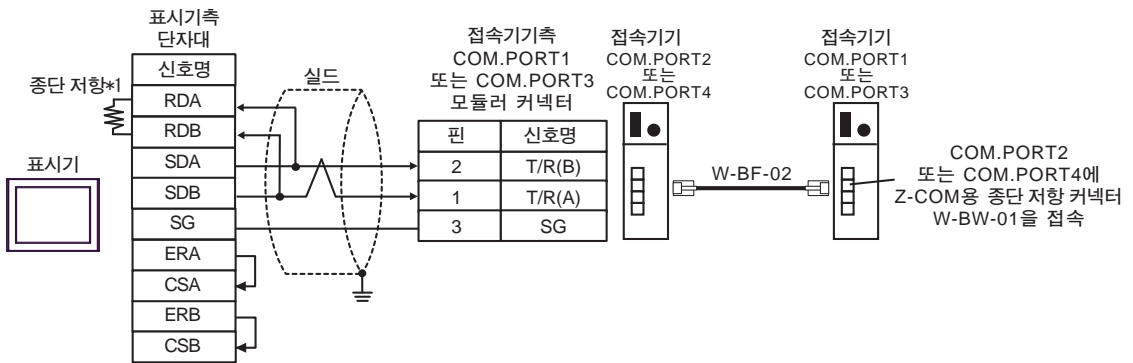 표시기
종단 저항*1
표시기측
단자대
신호명
RDA
RDB
SDA
SDB
SG
ERA
CSA
ERB
CSB
실드
접속기기측
COM.PORT1
또는 COM.PORT3
모듈러 커넥터
핀 신호명
2 T/R(B)
1 T/R(A)
3 SG
접속기기
COM.PORT2
또는
COM.PORT4
W-BF-02
접속기기
COM.PORT1
또는
COM.PORT3
COM.PORT2
또는 COM.PORT4에
Z-COM용 종단 저항 커넥터
W-BW-01을 접속